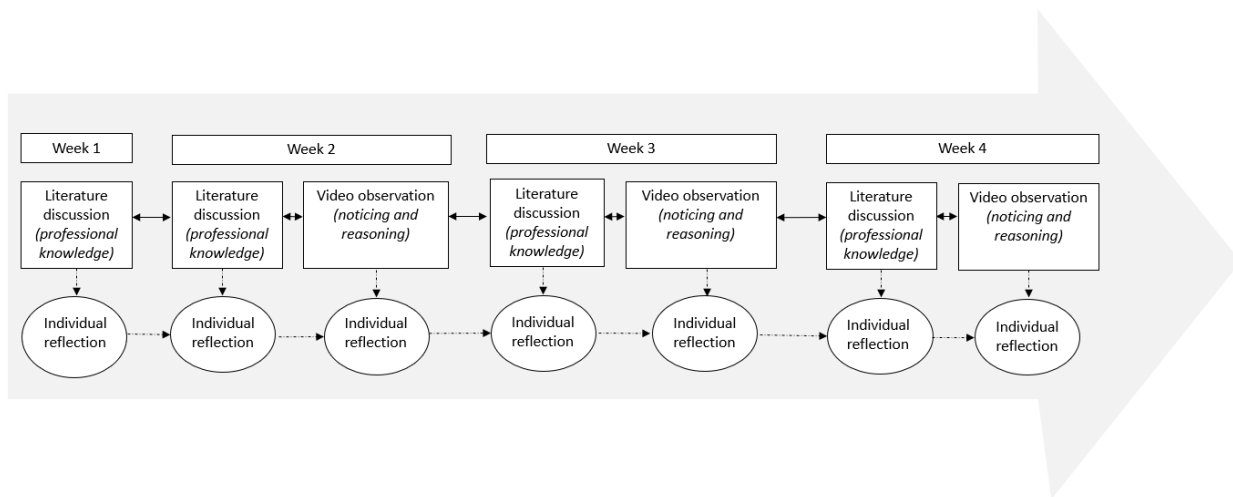 Week 1
Week 2
Week 3
Week 4
Literature
discussion
(professional
knowledge)
Literature
discussion
(professional
knowledge)
Video observation
(noticing and
reasoning)
Literature
discussion
(professional
knowledge)
Video observation
(noticing and
reasoning)
Literature
discussion
(professional
knowledge)
Video observation
(noticing and
reasoning)
Individual
reflection
Individual
reflection
Individual
reflection
Individual
reflection
Individual
reflection
Individual
reflection
Individual
reflection